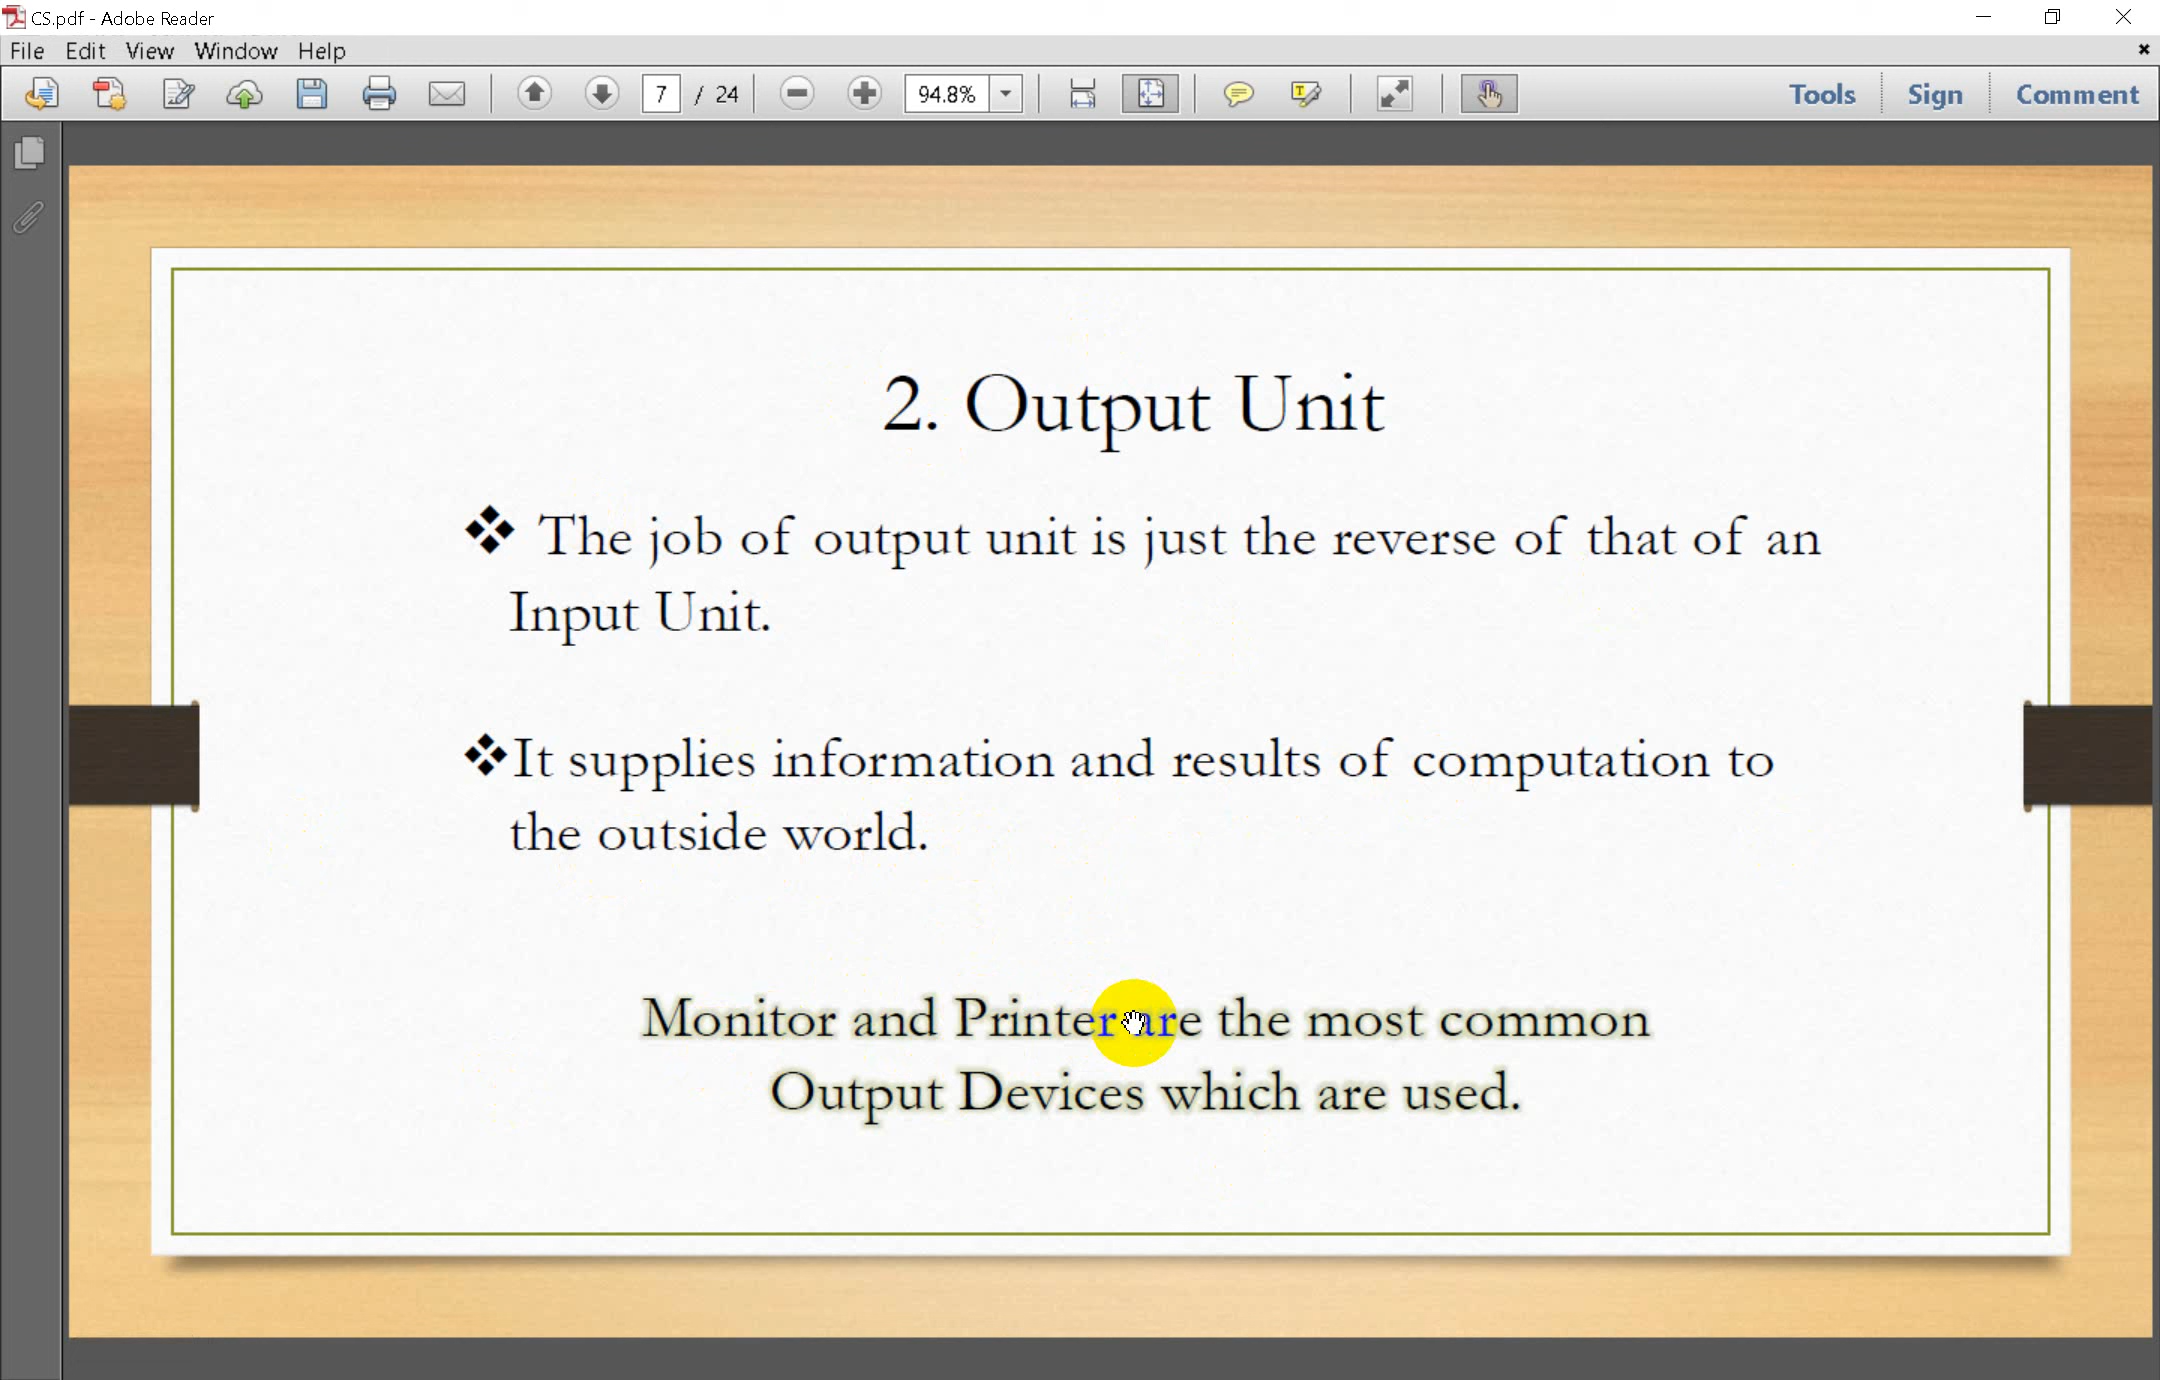 CS.pdf - Adobe Reader
File Edit View Window Help
7 / 24 94.8% Tools Sign Comment
2. Output Unit
❖ The job of output unit is just the reverse of that of an
Input Unit.
❖It supplies information and results of computation to
the outside world.
Monitor and Printer are the most common
Output Devices which are used.